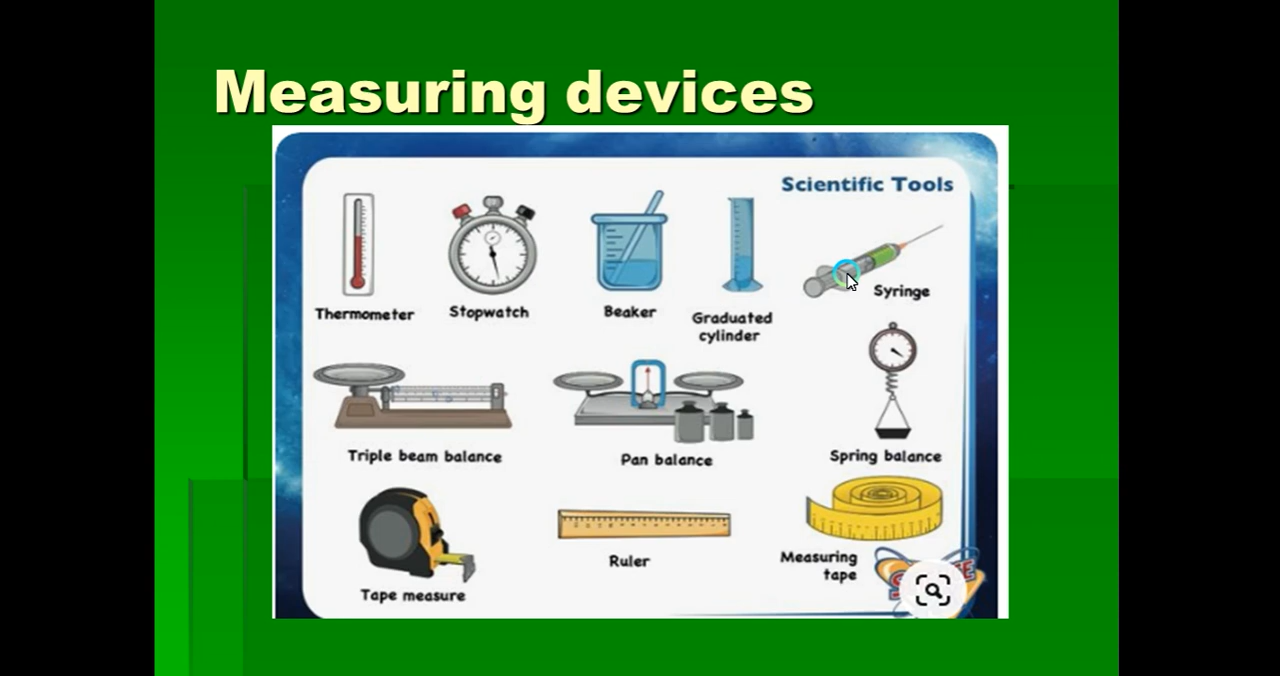 Measuring devices
Scientific Tools
Thermometer
Stopwatch
Beaker
Graduated
cylinder
Syringe
Triple beam balance
Pan balance
Spring balance
Tape measure
Ruler
Measuring
tape